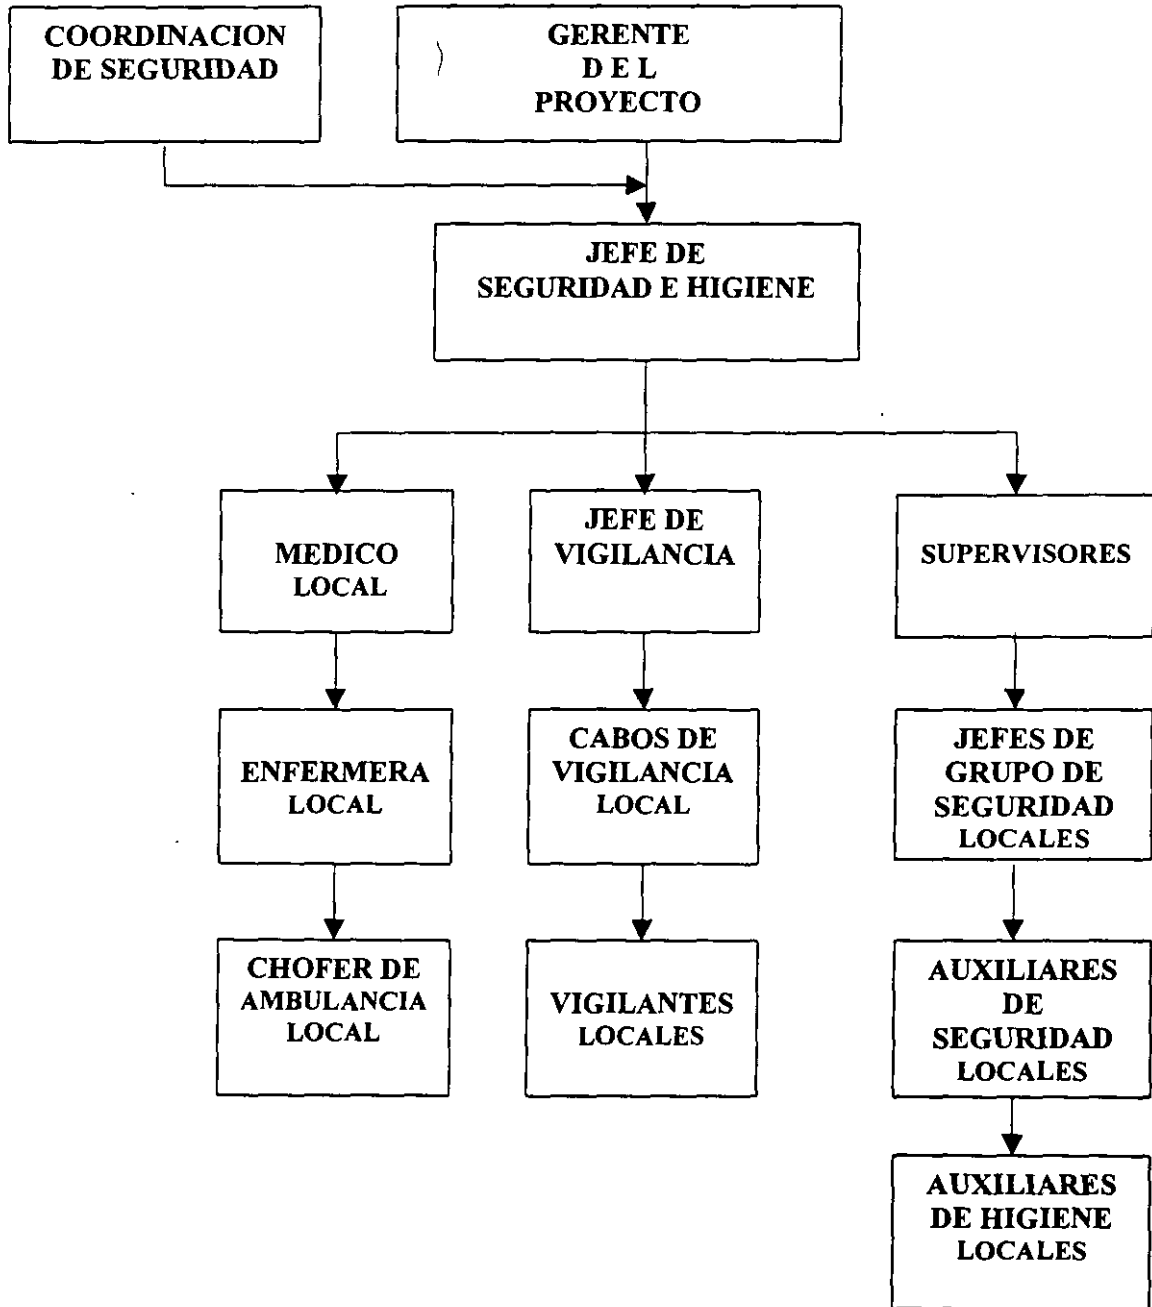 COORDINACION
DE SEGURIDAD
GERENTE
D E L
PROYECTO
JEFE DE
SEGURIDAD E HIGIENE
MEDICO
LOCAL
JEFE DE
VIGILANCIA
SUPERVISORES
ENFERMERA
LOCAL
CABOS DE
VIGILANCIA
LOCAL
JEFES DE
GRUPO DE
SEGURIDAD
LOCALES
CHOFER DE
AMBULANCIA
LOCAL
VIGILANTES
LOCALES
AUXILIARES
DE
SEGURIDAD
LOCALES
AUXILIARES
DE HIGIENE
LOCALES